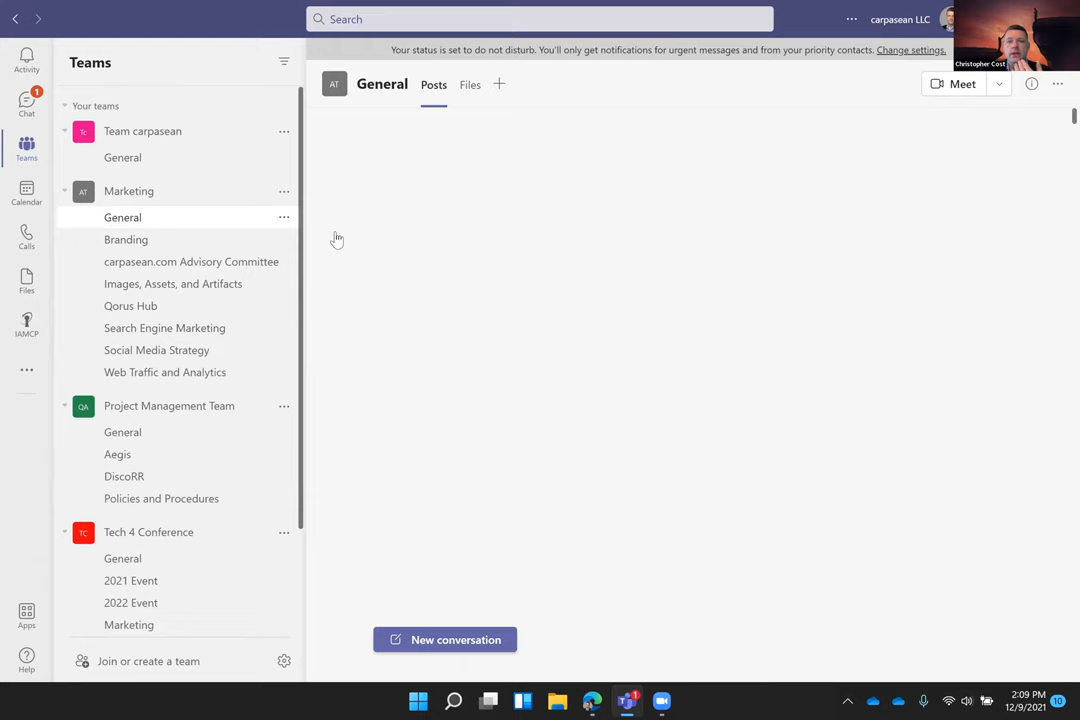 Search
carpasean LLC
Christopher Cost
Your status is set to do not disturb. You'll only get notifications for urgent messages and from your priority contacts. Change settings.
Activity
Chat
1
Teams
Calendar
Calls
Files
IAMCP
Apps
Help
Teams
Your teams
Tc Team carpasean
General
AT Marketing
General
Branding
carpasean.com Advisory Committee
Images, Assets, and Artifacts
Qorus Hub
Search Engine Marketing
Social Media Strategy
Web Traffic and Analytics
QA Project Management Team
General
Aegis
DiscoRR
Policies and Procedures
TC Tech 4 Conference
General
2021 Event
2022 Event
Marketing
Join or create a team
AT General Posts Files
Meet
New conversation
1
2:09 PM
12/9/2021
10